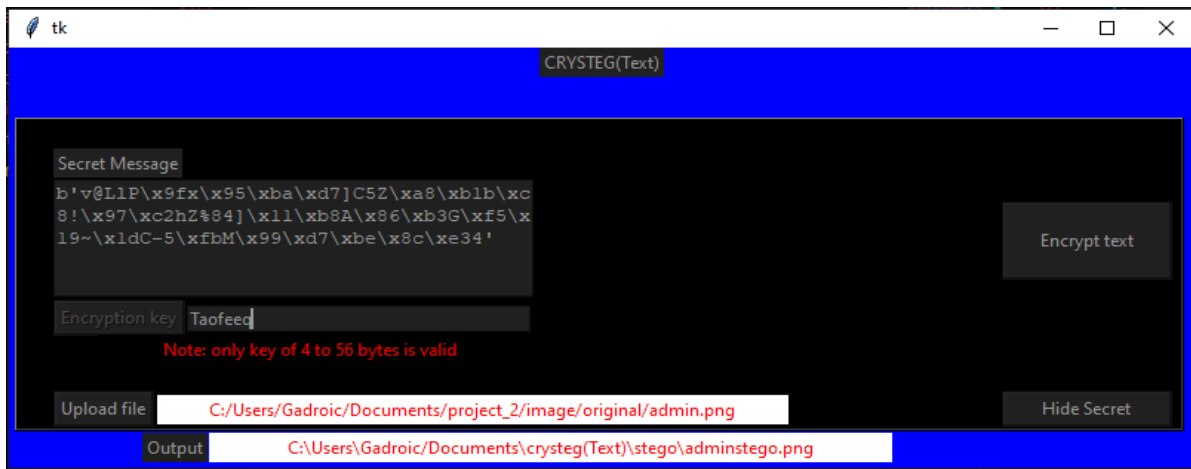 tk
CRYSTEG(Text)
Secret Message
b'v@L1P\x9fx\x95\xba\xd7]C5Z\xa8\xb1b\xc
8!\x97\xc2hZ%84]\x11\xb8A\x86\xb3G\xf5\x
19~\x1dC-5\xfbM\x99\xd7\xbe\x8c\xe34'
Encrypt text
Encryption key Taofeeq
Note: only key of 4 to 56 bytes is valid
Upload file C:/Users/Gadroic/Documents/project_2/image/original/admin.png Hide Secret
Output C:\Users\Gadroic/Documents\crysteg(Text)\stego\adminstego.png